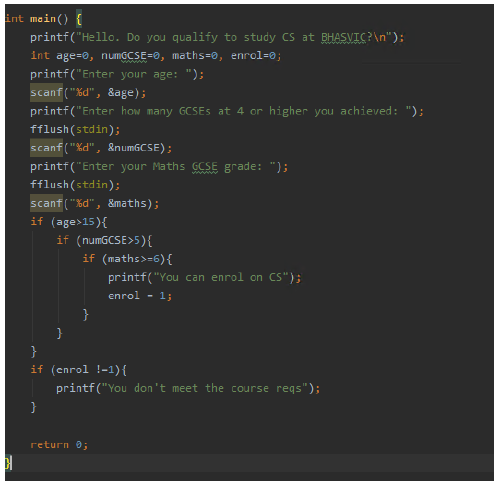 int main() {
    printf("Hello. Do you qualify to study CS at BHASVIC?\n");
    int age=0, numGCSE=0, maths=0, enrol=0;
    printf("Enter your age: ");
    scanf("%d", &age);
    printf("Enter how many GCSEs at 4 or higher you achieved: ");
    fflush(stdin);
    scanf("%d", &numGCSE);
    printf("Enter your Maths GCSE grade: ");
    fflush(stdin);
    scanf("%d", &maths);
    if (age>15){
        if (numGCSE>5){
            if (maths>=6){
                printf("You can enrol on CS");
                enrol = 1;
            }
        }
    }
    if (enrol !=1){
        printf("You don't meet the course reqs");
    }
    return 0;
}